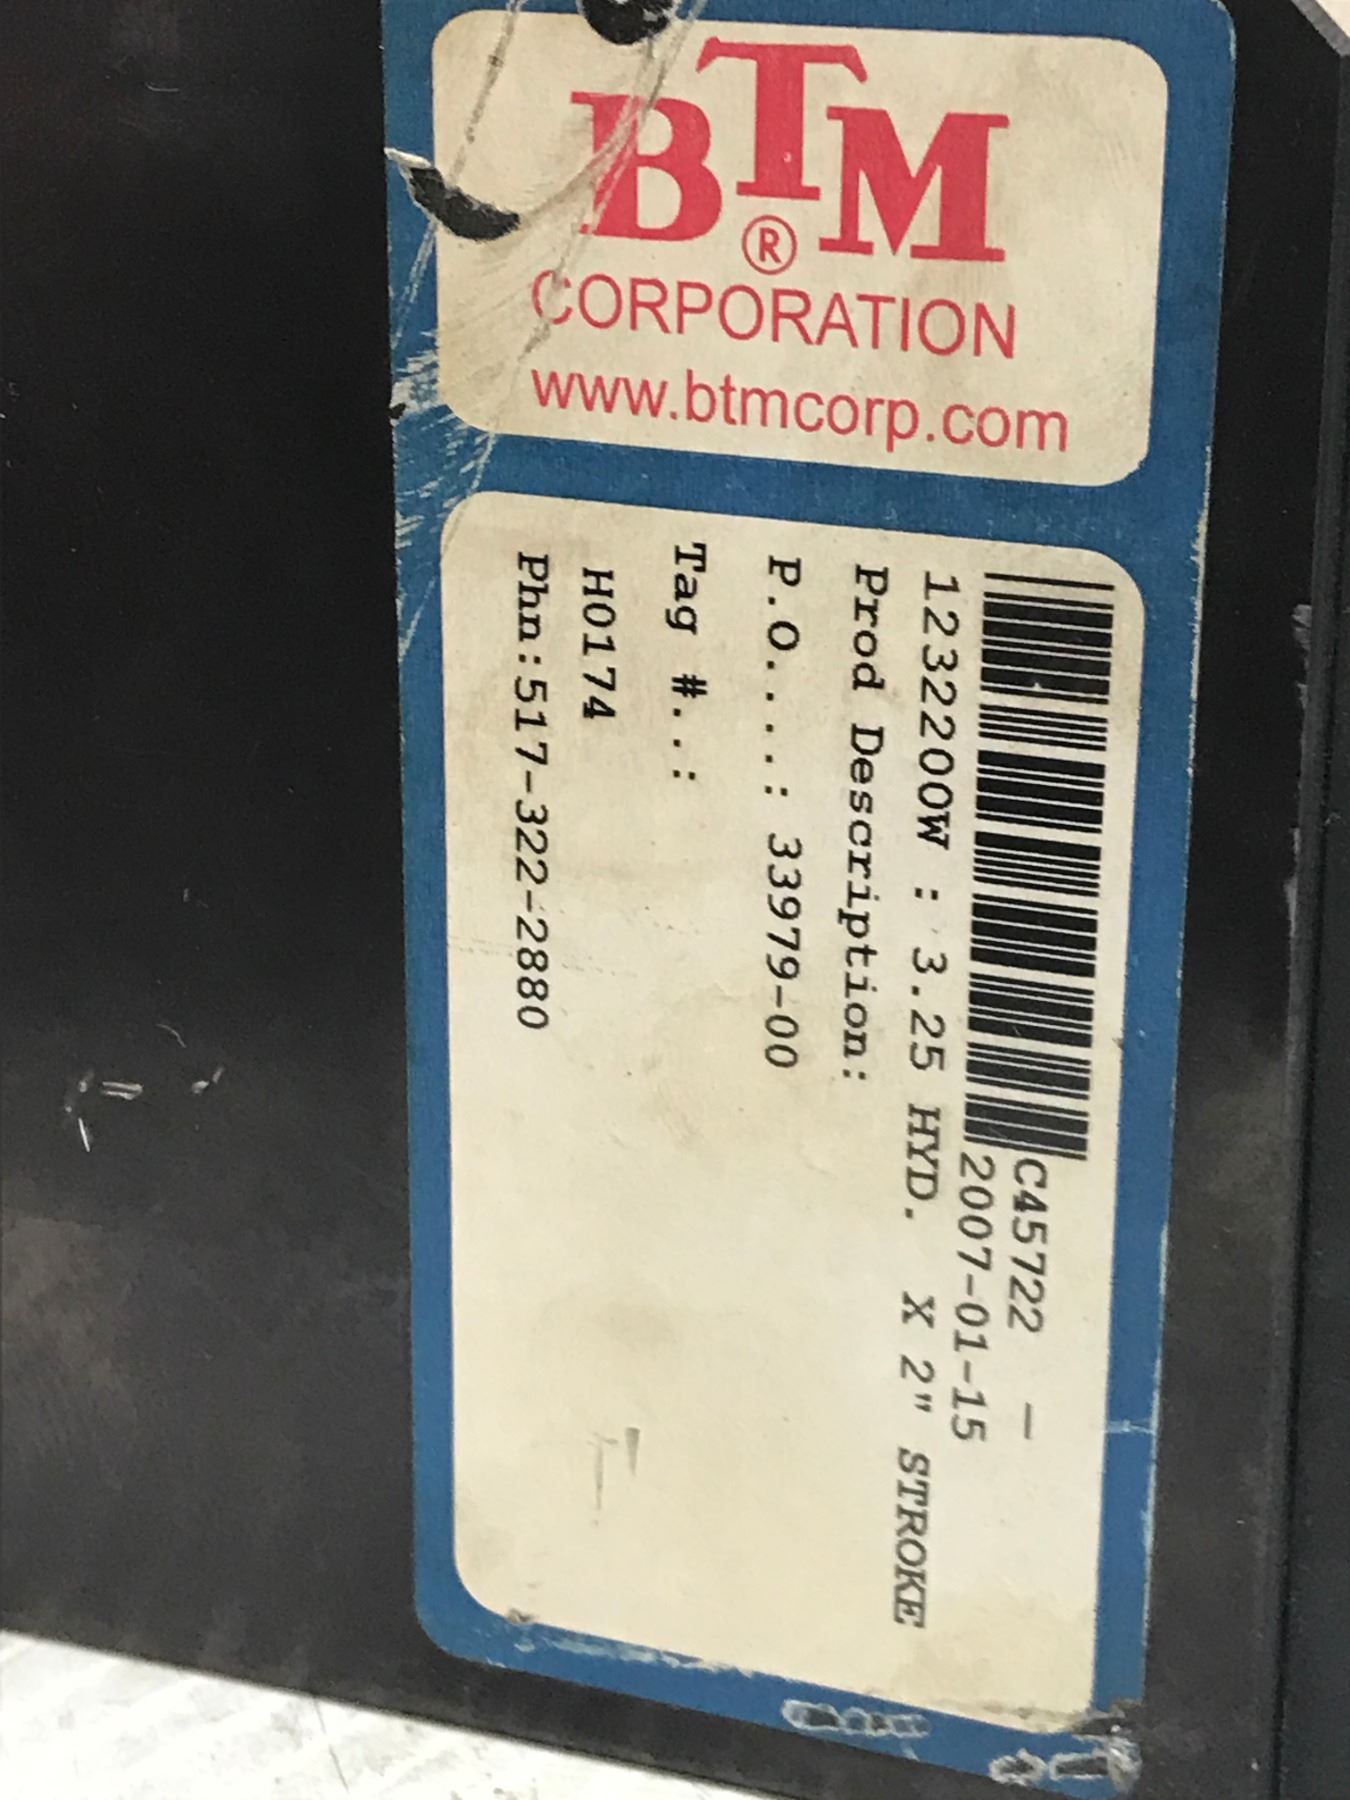 BTM
®
CORPORATION
www.btmcorp.com
C45722 -
2007-01-15
1232200W : 3.25 HYD. X 2" STROKE
Prod Description:
P.O....: 33979-00
Tag #..:
H0174
Phn:517-322-2880